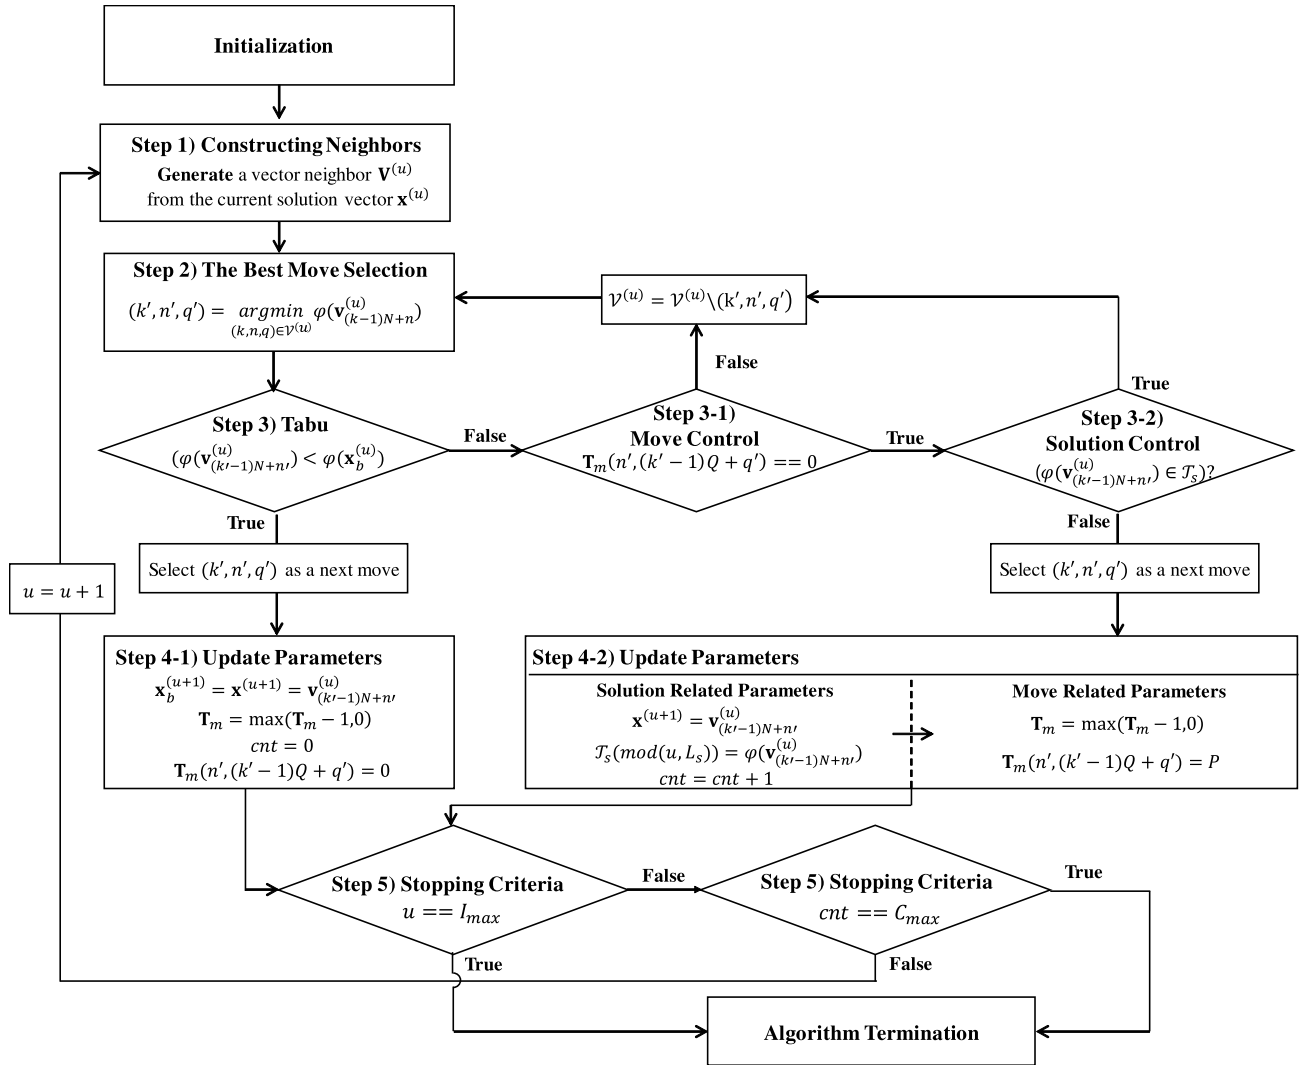 Initialization
Step 1) Constructing Neighbors
Generate a vector neighbor 𝐕⁽ᵘ⁾
from the current solution vector 𝐱⁽ᵘ⁾
Step 2) The Best Move Selection
(k′, n′, q′) = argmin_{(k,n,q)∈𝒱^(u)} φ(𝐯^(u)_{(k−1)N+n})
𝒱^(u) = 𝒱^(u)\(k′, n′, q′)
False
True
Step 3) Tabu
(φ(𝐯^(u)_{(k′−1)N+n′}) < φ(𝐱_b^(u))
False
Step 3-1)
Move Control
𝐓_m(n′, (k′ − 1)Q + q′) == 0
True
Step 3-2)
Solution Control
(φ(𝐯^(u)_{(k′−1)N+n′}) ∈ 𝒯_s)?
True
False
Select (k′, n′, q′) as a next move
Select (k′, n′, q′) as a next move
u = u + 1
Step 4-1) Update Parameters
𝐱_b^(u+1) = 𝐱^(u+1) = 𝐯^(u)_{(k′−1)N+n′}
𝐓_m = max(𝐓_m − 1,0)
cnt = 0
𝐓_m(n′, (k′ − 1)Q + q′) = 0
Step 4-2) Update Parameters
Solution Related Parameters
𝐱^(u+1) = 𝐯^(u)_{(k′−1)N+n′}
𝒯_s(mod(u, L_s)) = φ(𝐯^(u)_{(k′−1)N+n′})
cnt = cnt + 1
Move Related Parameters
𝐓_m = max(𝐓_m − 1,0)
𝐓_m(n′, (k′ − 1)Q + q′) = P
Step 5) Stopping Criteria
u == I_max
False
Step 5) Stopping Criteria
cnt == C_max
True
True
False
Algorithm Termination